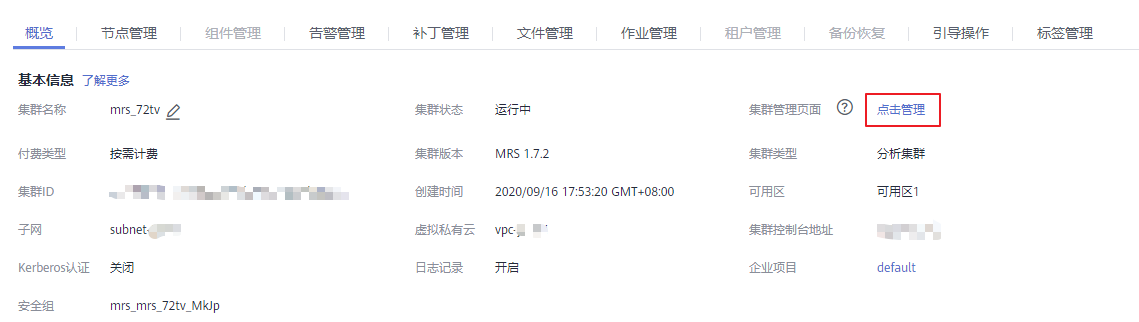 概览 节点管理 组件管理 告警管理 补丁管理 文件管理 作业管理 租户管理 备份恢复 引导操作 标签管理
基本信息 了解更多
集群名称 mrs_72tv 集群状态 运行中 集群管理页面 ? 点击管理
付费类型 按需计费 集群版本 MRS 1.7.2 集群类型 分析集群
集群ID 创建时间 2020/09/16 17:53:20 GMT+08:00 可用区 可用区1
子网 subnet- 虚拟私有云 vpc- 集群控制台地址
Kerberos认证 关闭 日志记录 开启 企业项目 default
安全组 mrs_mrs_72tv_MkJp